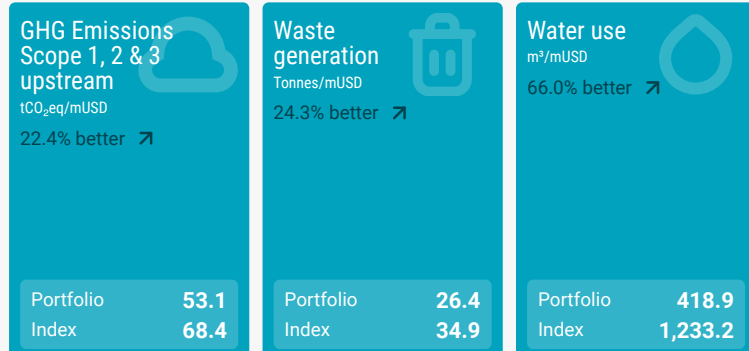 GHG Emissions
Scope 1, 2 & 3
upstream
tCO₂eq/mUSD
22.4% better
Portfolio 53.1
Index 68.4
Waste
generation
Tonnes/mUSD
24.3% better
Portfolio 26.4
Index 34.9
Water use
m³/mUSD
66.0% better
Portfolio 418.9
Index 1,233.2